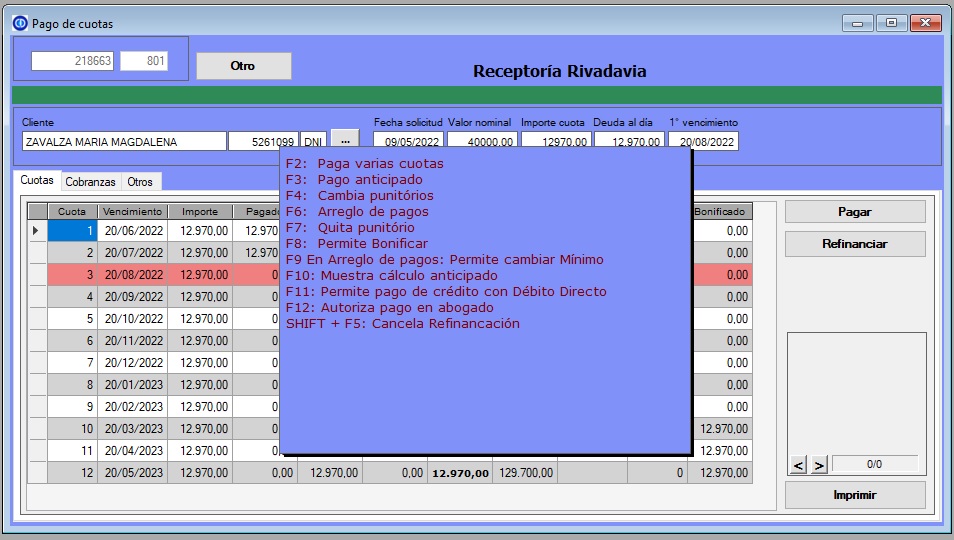 Pago de cuotas
218663 801 Otro Receptoría Rivadavia
Cliente Fecha solicitud Valor nominal Importe cuota Deuda al día 1° vencimiento
ZAVALZA MARIA MAGDALENA 5261099 DNI ... 09/05/2022 40000.00 12970.00 12.970,00 20/08/2022
Cuotas Cobranzas Otros
F2: Paga varias cuotas
F3: Pago anticipado
F4: Cambia punitórios
F6: Arreglo de pagos
F7: Quita punitório
F8: Permite Bonificar
F9 En Arreglo de pagos: Permite cambiar Mínimo
F10: Muestra cálculo anticipado
F11: Permite pago de crédito con Débito Directo
F12: Autoriza pago en abogado
SHIFT + F5: Cancela Refinancación
Cuota Vencimiento Importe Pagado Bonificado
1 20/06/2022 12.970,00 12.970 0,00
2 20/07/2022 12.970,00 12.970 0,00
3 20/08/2022 12.970,00 0 0,00
4 20/09/2022 12.970,00 0 0,00
5 20/10/2022 12.970,00 0 0,00
6 20/11/2022 12.970,00 0 0,00
7 20/12/2022 12.970,00 0 0,00
8 20/01/2023 12.970,00 0 0,00
9 20/02/2023 12.970,00 0 0,00
10 20/03/2023 12.970,00 0 12.970,00
11 20/04/2023 12.970,00 0, 12.970,00
12 20/05/2023 12.970,00 0,00 12.970,00 0,00 12.970,00 129.700,00 0 12.970,00
Pagar
Refinanciar
< > 0/0
Imprimir